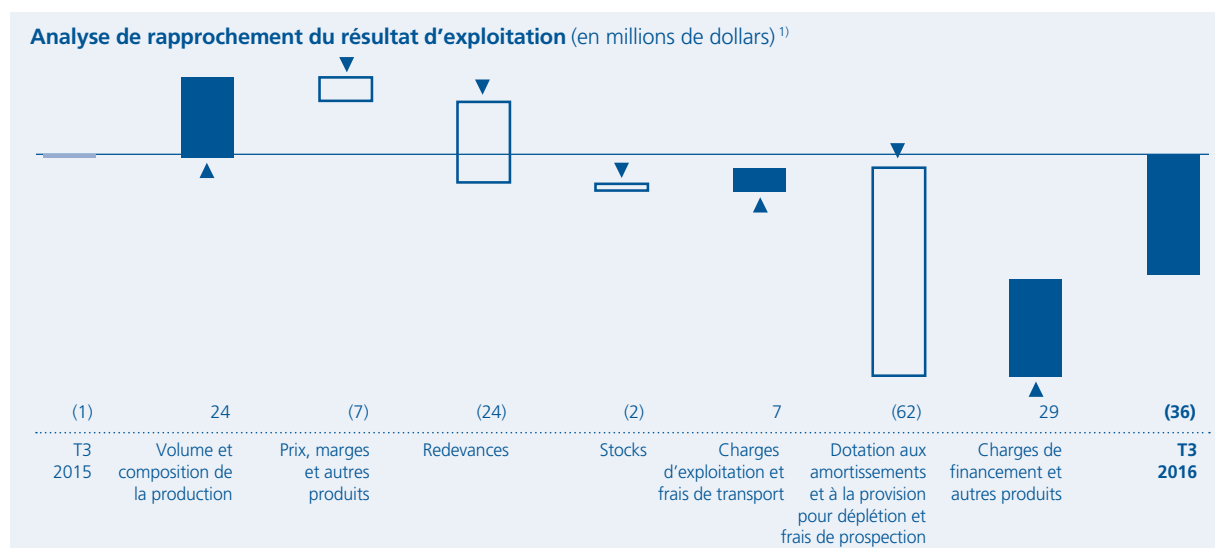 Analyse de rapprochement du résultat d'exploitation (en millions de dollars) 1)
(1) 24 (7) (24) (2) 7 (62) 29 (36)
T3
2015
Volume et
composition de
la production
Prix, marges
et autres
produits
Redevances
Stocks
Charges
d'exploitation et
frais de transport
Dotation aux
amortissements
et à la provision
pour déplétion et
frais de prospection
Charges de
financement et
autres produits
T3
2016